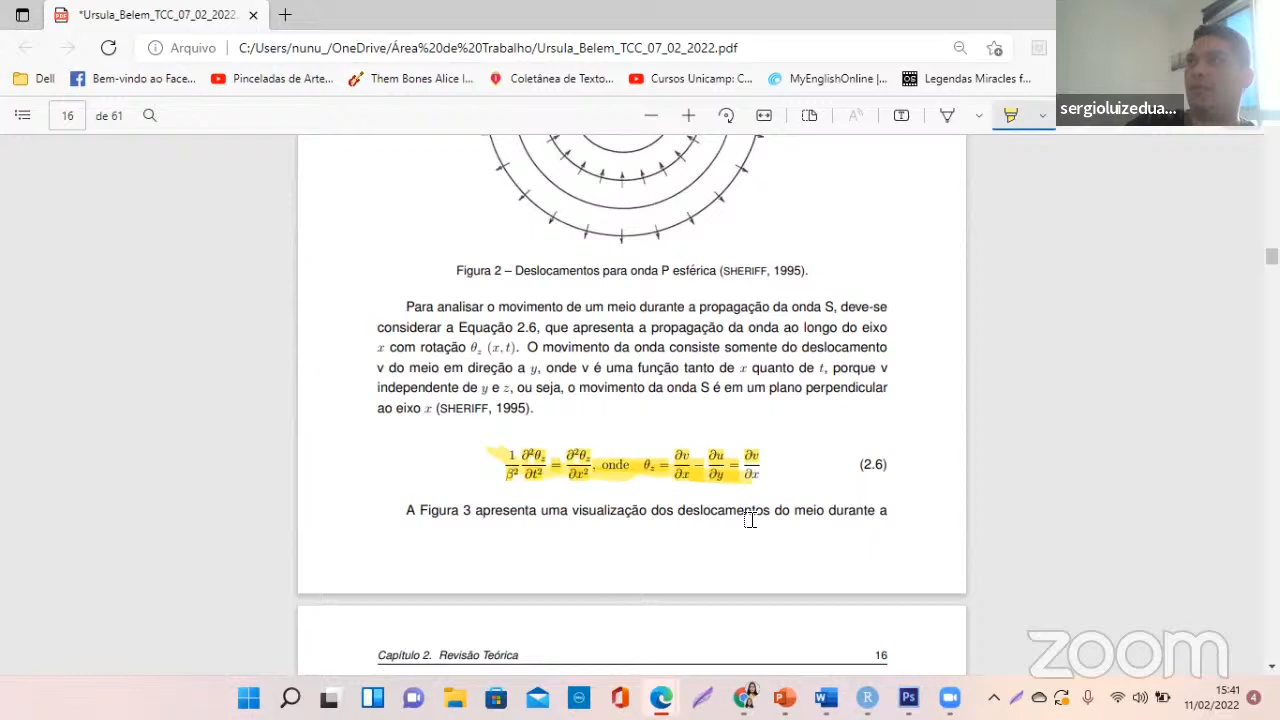 *Ursula_Belem_TCC_07_02_2022.
Arquivo
C:/Users/nunu_/OneDrive/Área%20de%20Trabalho/Ursula_Belem_TCC_07_02_2022.pdf
Dell
Bem-vindo ao Face...
Pinceladas de Arte...
Them Bones Alice I...
Coletânea de Texto...
Cursos Unicamp: C...
MyEnglishOnline |...
Legendas Miracles f...
sergioluizedua...
16 de 61
Figura 2 – Deslocamentos para onda P esférica (SHERIFF, 1995).
Para analisar o movimento de um meio durante a propagação da onda S, deve-se
considerar a Equação 2.6, que apresenta a propagação da onda ao longo do eixo
x com rotação θz (x, t). O movimento da onda consiste somente do deslocamento
v do meio em direção a y, onde v é uma função tanto de x quanto de t, porque v
independente de y e z, ou seja, o movimento da onda S é em um plano perpendicular
ao eixo x (SHERIFF, 1995).
1/β² ∂²θz/∂t² = ∂²θz/∂x², onde θz = ∂v/∂x − ∂u/∂y = ∂v/∂x (2.6)
A Figura 3 apresenta uma visualização dos deslocamentos do meio durante a
Capítulo 2. Revisão Teórica 16
zoom
15:41
11/02/2022
4